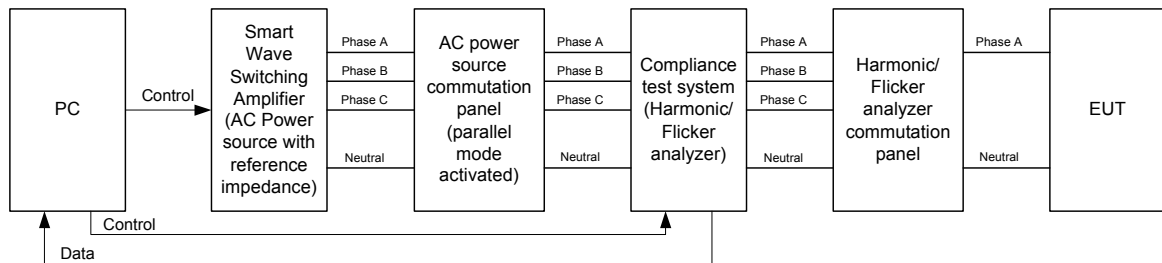 PC
Control
Smart
Wave
Switching
Amplifier
(AC Power
source with
reference
impedance)
Phase A
Phase B
Phase C
Neutral
AC power
source
commutation
panel
(parallel
mode
activated)
Phase A
Phase B
Phase C
Neutral
Compliance
test system
(Harmonic/
Flicker
analyzer)
Phase A
Phase B
Phase C
Neutral
Harmonic/
Flicker
analyzer
commutation
panel
Phase A
Neutral
EUT
Control
Data